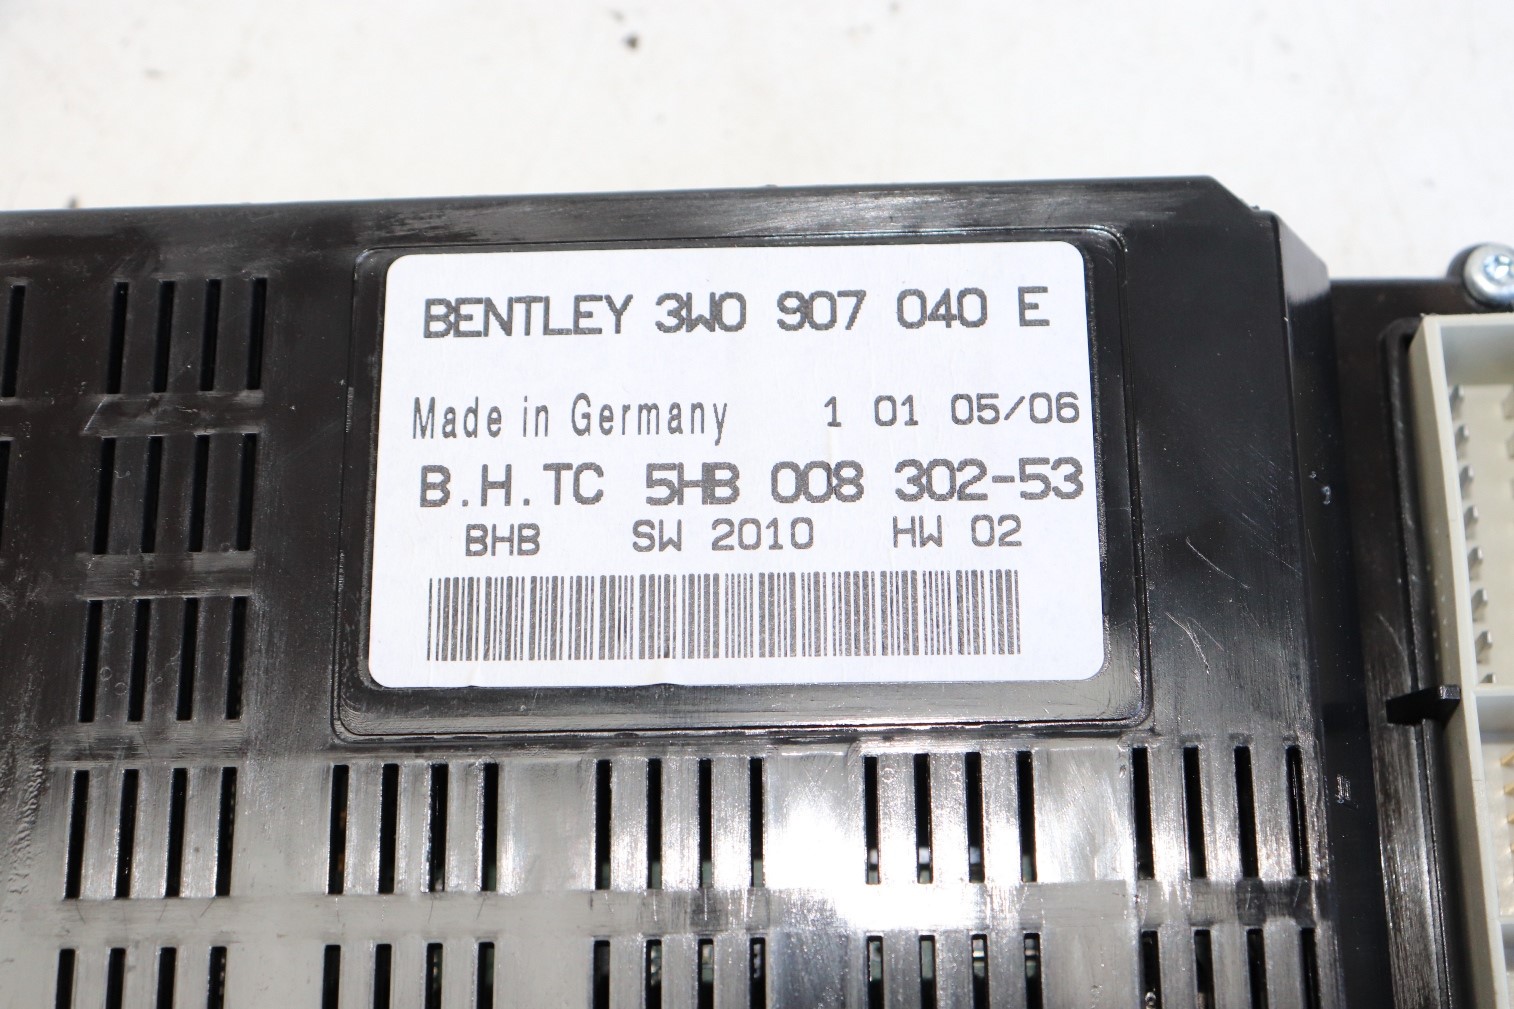 BENTLEY 3W0 907 040 E
Made in Germany 1 01 05/06
B.H.TC 5HB 008 302-53
BHB SW 2010 HW 02